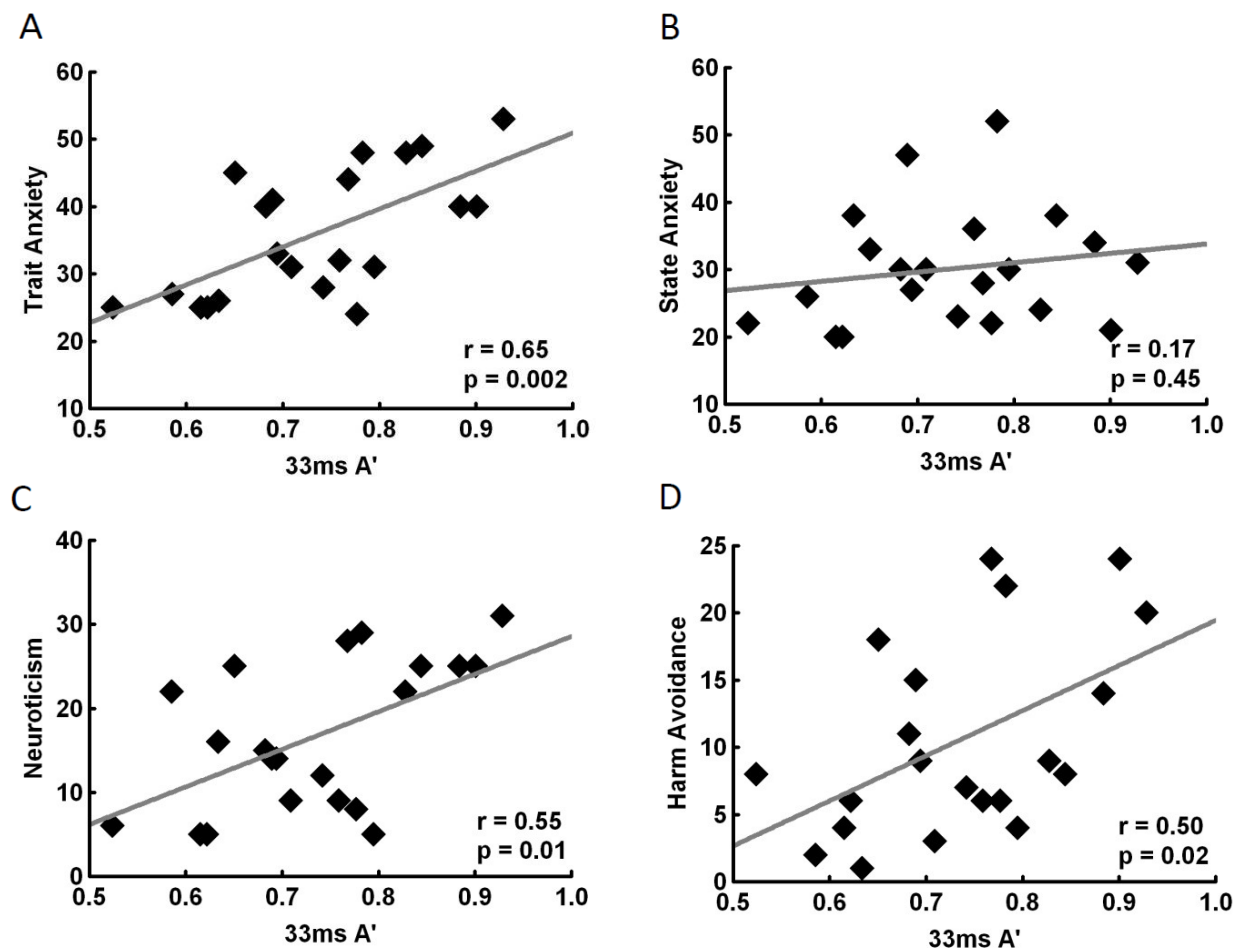 A
60
50
40
30
20
10
Trait Anxiety
r = 0.65
p = 0.002
0.5 0.6 0.7 0.8 0.9 1.0
33ms A'
B
60
50
40
30
20
10
State Anxiety
r = 0.17
p = 0.45
0.5 0.6 0.7 0.8 0.9 1.0
33ms A'
C
40
30
20
10
0
Neuroticism
r = 0.55
p = 0.01
0.5 0.6 0.7 0.8 0.9 1.0
33ms A'
D
25
20
15
10
5
0
Harm Avoidance
r = 0.50
p = 0.02
0.5 0.6 0.7 0.8 0.9 1.0
33ms A'